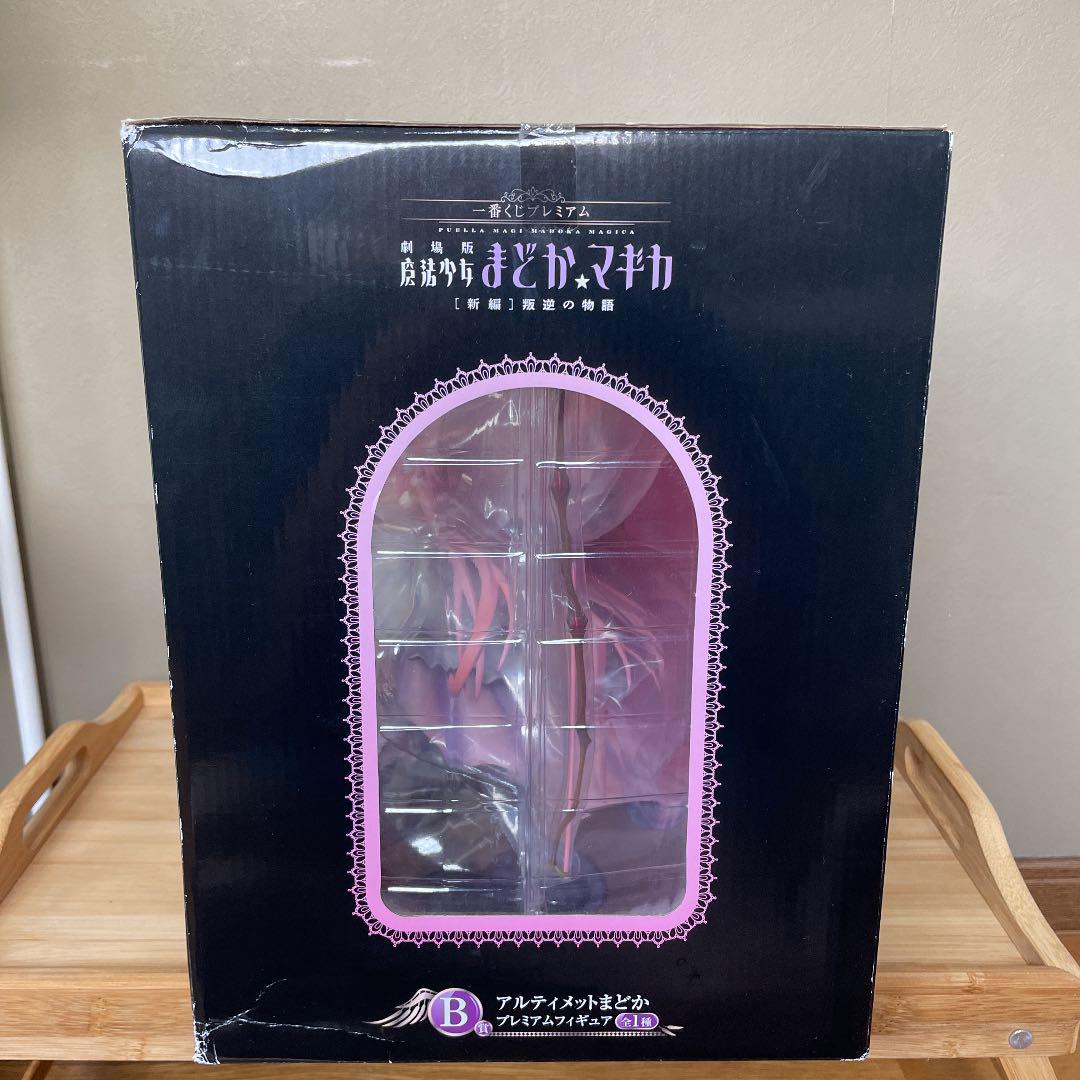 一番くじプレミアム
PUELLA MAGI MADOKA MAGICA
劇場版
魔法少女まどか★マギカ
[新編]叛逆の物語
B賞
アルティメットまどか
プレミアムフィギュア 全1種